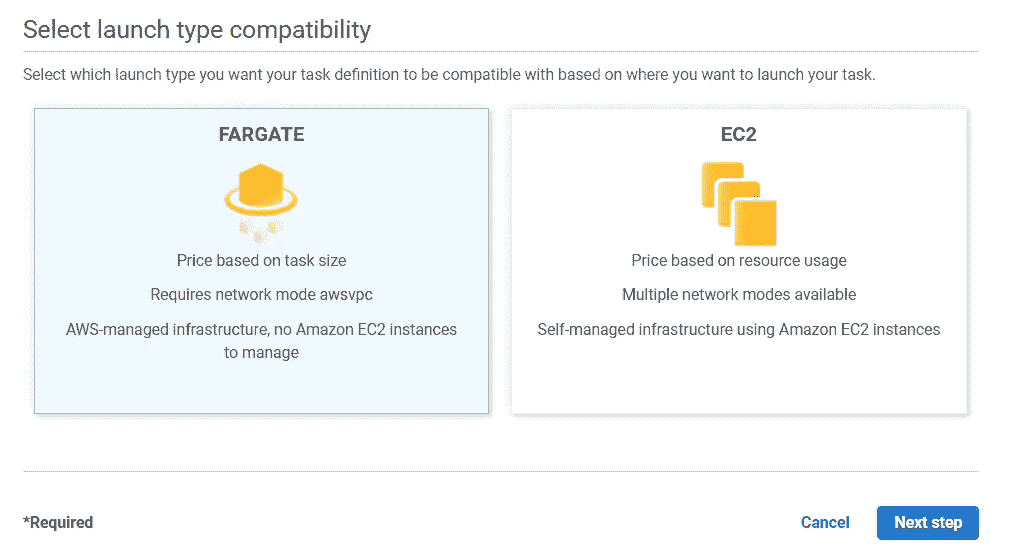 Select launch type compatibility
Select which launch type you want your task definition to be compatible with based on where you want to launch your task.
FARGATE
Price based on task size
Requires network mode awsvpc
AWS-managed infrastructure, no Amazon EC2 instances
to manage
EC2
Price based on resource usage
Multiple network modes available
Self-managed infrastructure using Amazon EC2 instances
*Required
Cancel
Next step